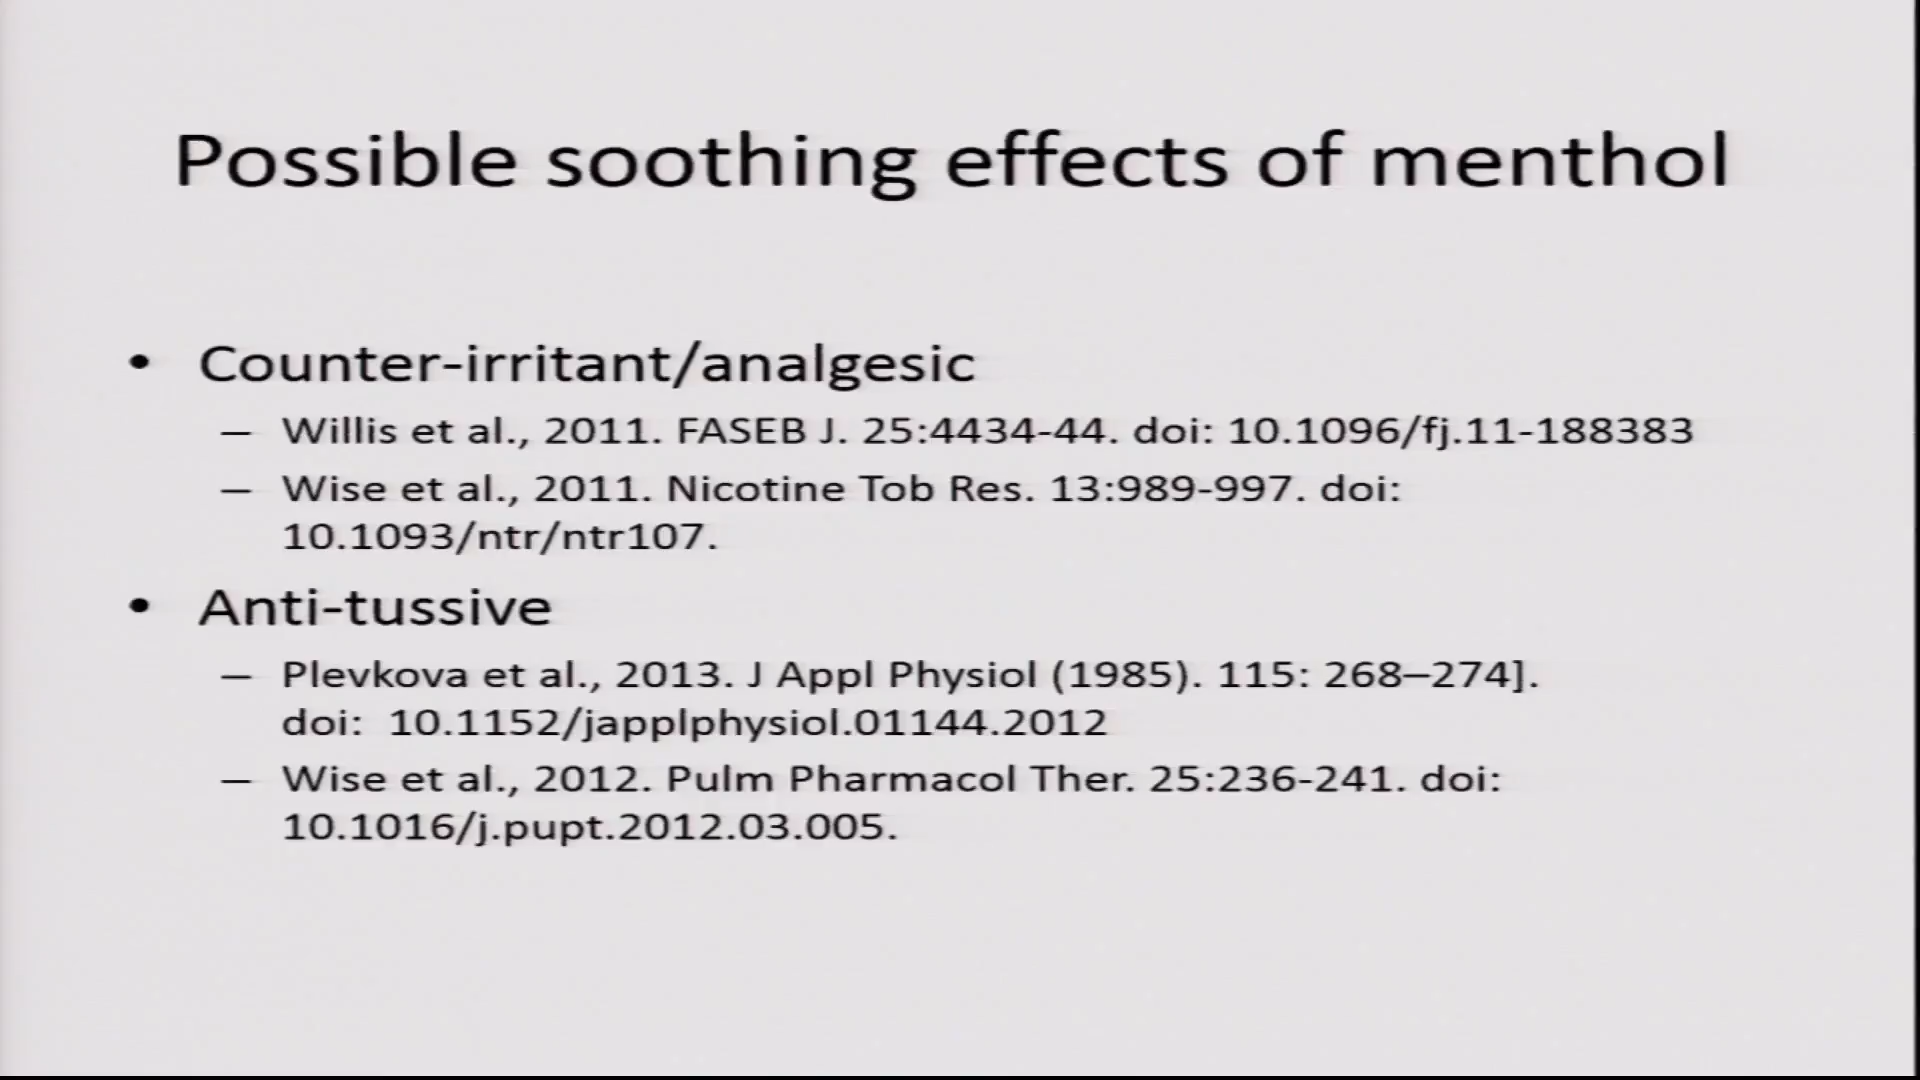 Possible soothing effects of menthol
• Counter-irritant/analgesic
– Willis et al., 2011. FASEB J. 25:4434-44. doi: 10.1096/fj.11-188383
– Wise et al., 2011. Nicotine Tob Res. 13:989-997. doi:
10.1093/ntr/ntr107.
• Anti-tussive
– Plevkova et al., 2013. J Appl Physiol (1985). 115: 268–274].
doi:  10.1152/japplphysiol.01144.2012
– Wise et al., 2012. Pulm Pharmacol Ther. 25:236-241. doi:
10.1016/j.pupt.2012.03.005.